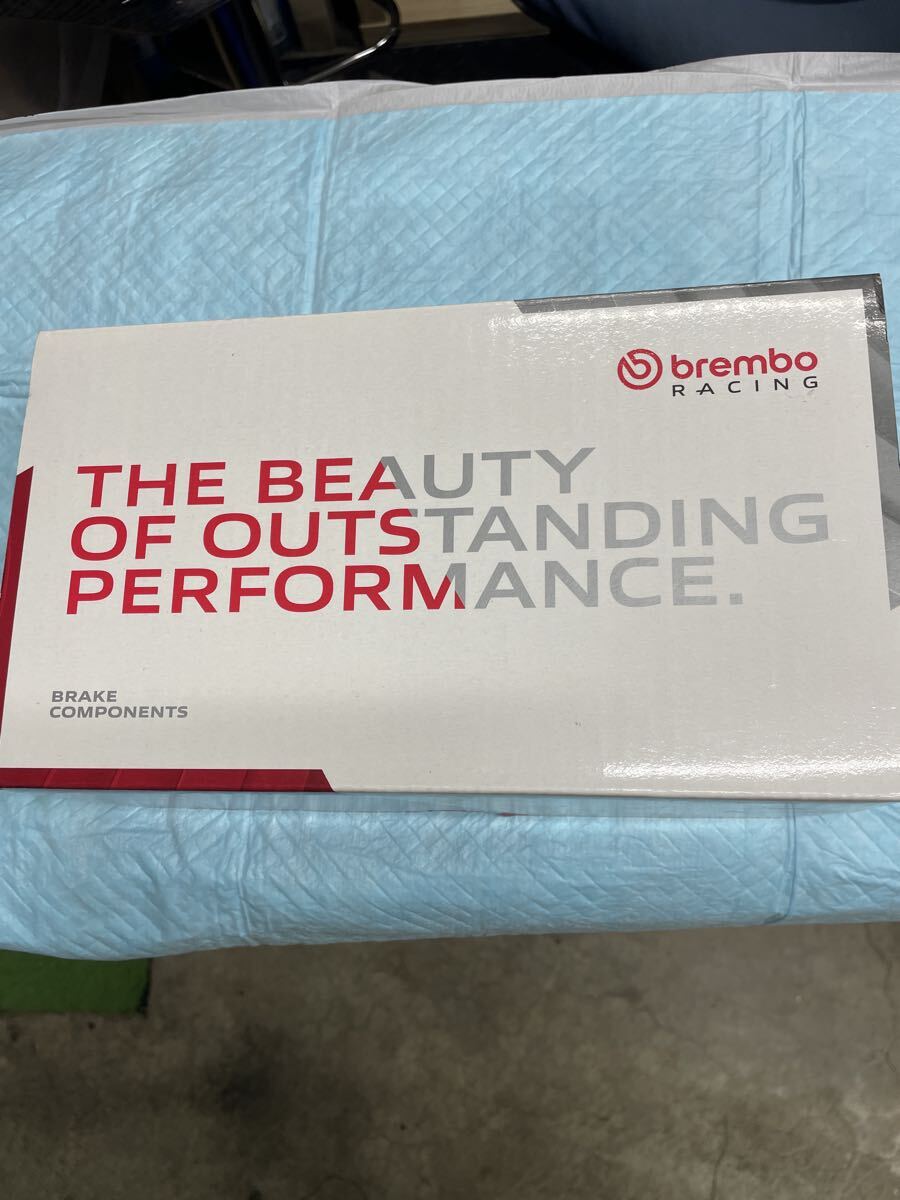 brembo
RACING
THE BEAUTY
OF OUTSTANDING
PERFORMANCE.
BRAKE
COMPONENTS